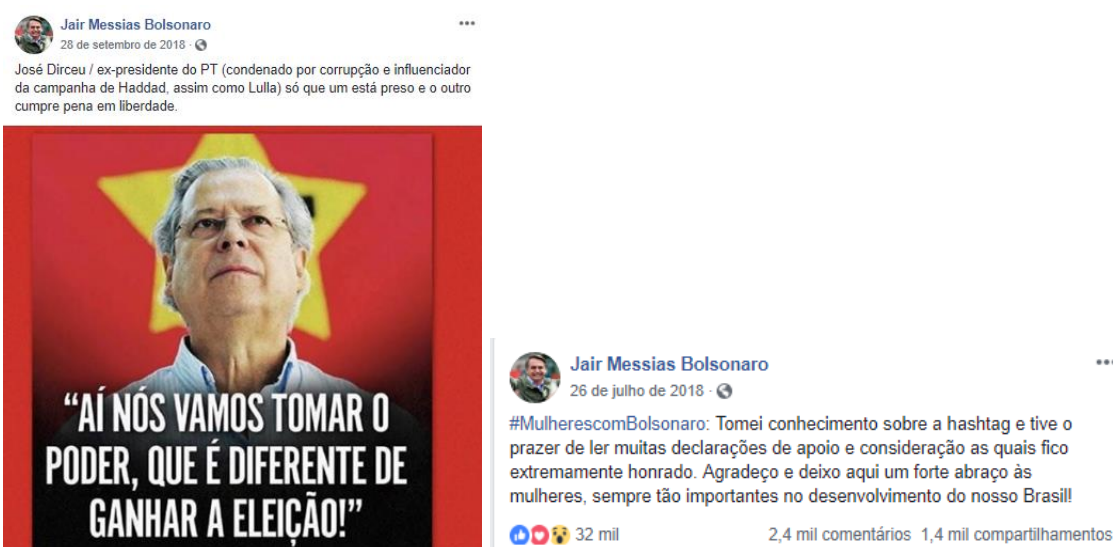 Jair Messias Bolsonaro
28 de setembro de 2018
José Dirceu / ex-presidente do PT (condenado por corrupção e influenciador
da campanha de Haddad, assim como Lulla) só que um está preso e o outro
cumpre pena em liberdade.
“AÍ NÓS VAMOS TOMAR O
PODER, QUE É DIFERENTE DE
GANHAR A ELEIÇÃO!”
Jair Messias Bolsonaro
26 de julho de 2018
#MulherescomBolsonaro: Tomei conhecimento sobre a hashtag e tive o
prazer de ler muitas declarações de apoio e consideração as quais fico
extremamente honrado. Agradeço e deixo aqui um forte abraço às
mulheres, sempre tão importantes no desenvolvimento do nosso Brasil!
32 mil 2,4 mil comentários 1,4 mil compartilhamentos